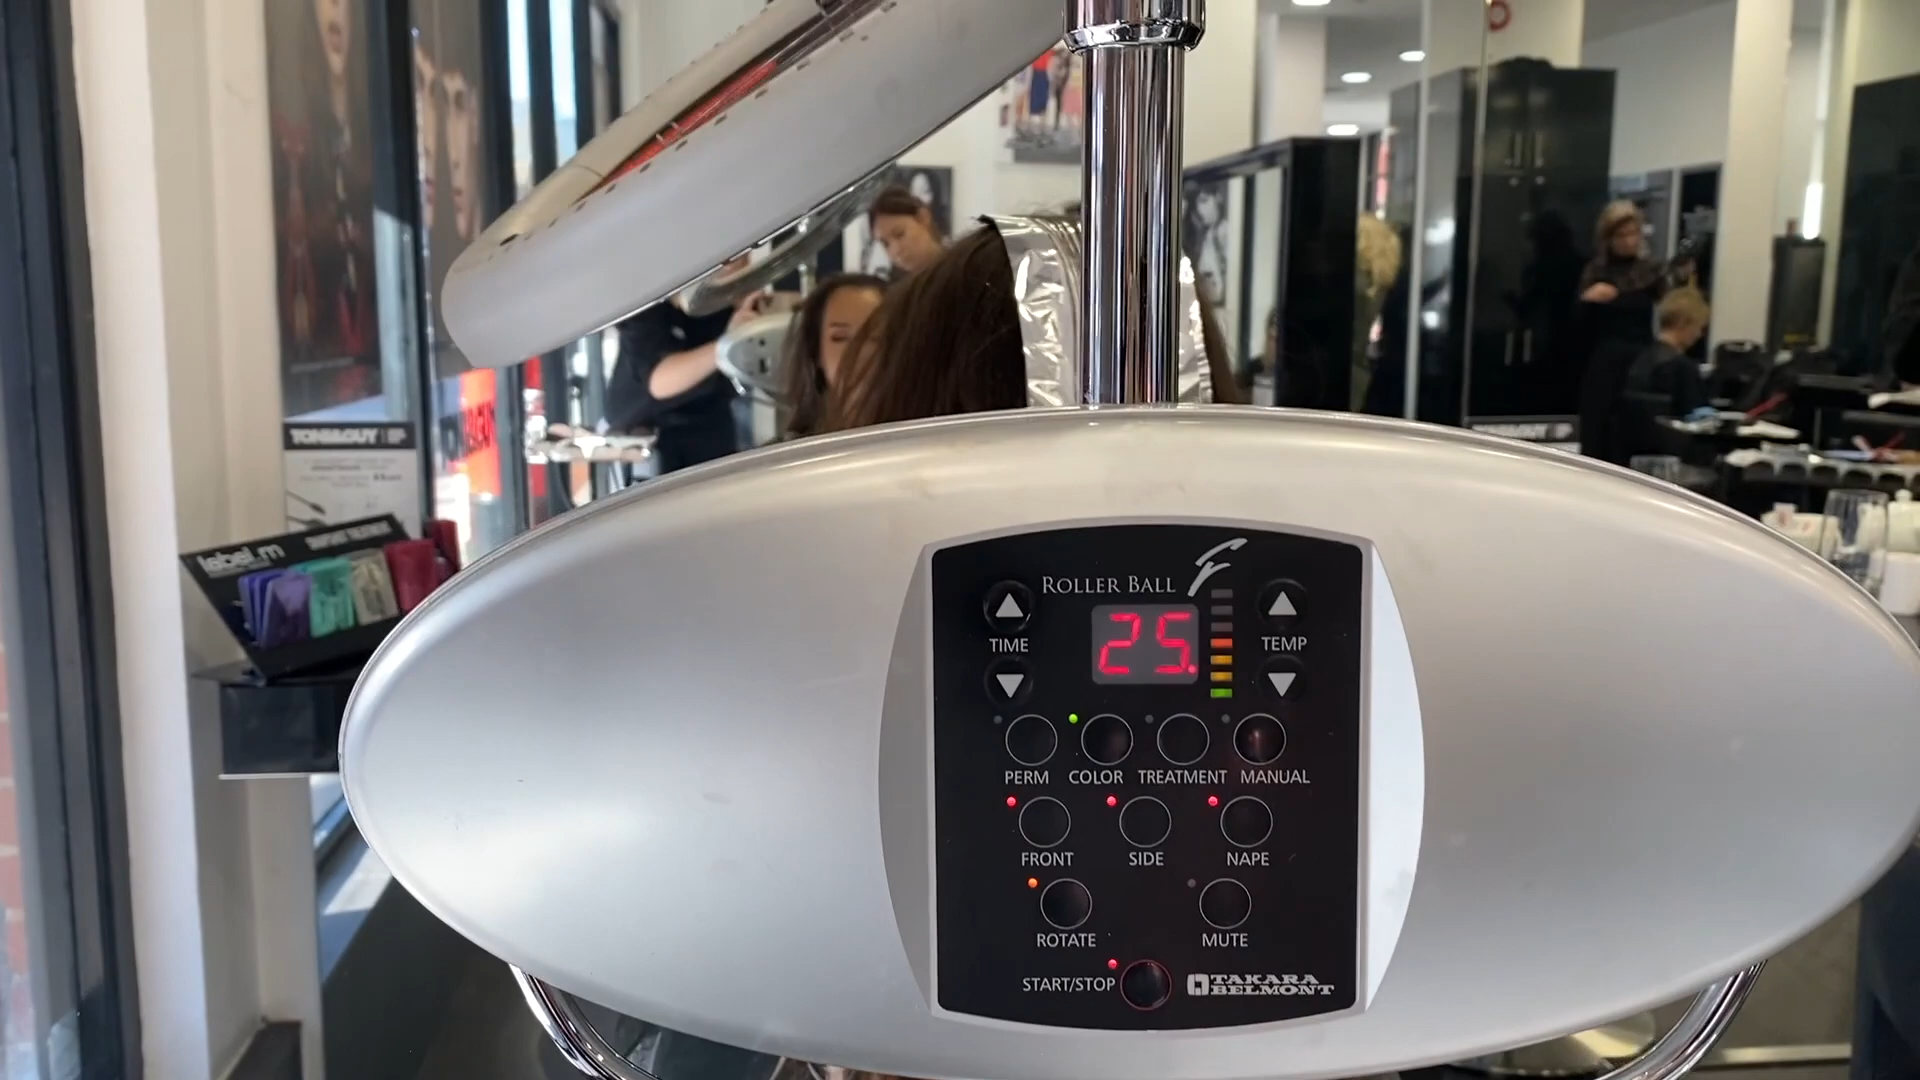 TONI&GUY
label.m
ROLLER BALL
25.
TIME
TEMP
PERM COLOR TREATMENT MANUAL
FRONT SIDE NAPE
ROTATE MUTE
START/STOP
TAKARA
BELMONT